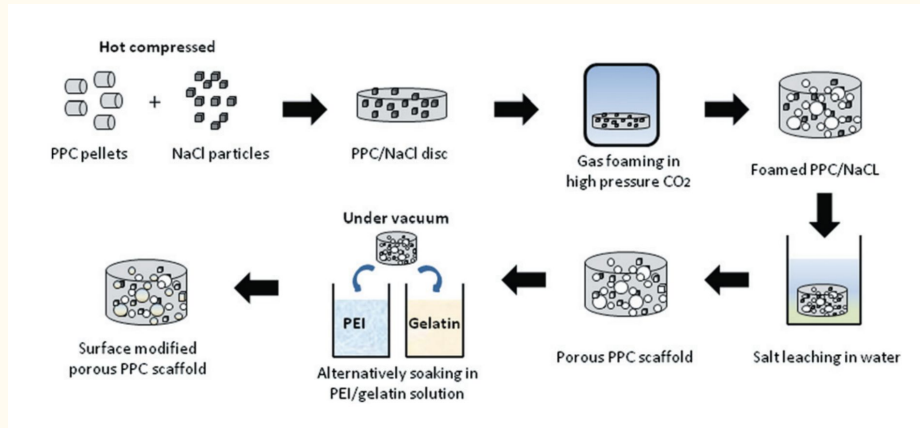 Hot compressed
+
PPC pellets
NaCl particles
PPC/NaCl disc
Gas foaming in
high pressure CO2
Foamed PPC/NaCL
Salt leaching in water
Porous PPC scaffold
Under vacuum
PEI
Gelatin
Alternatively soaking in
PEI/gelatin solution
Surface modified
porous PPC scaffold